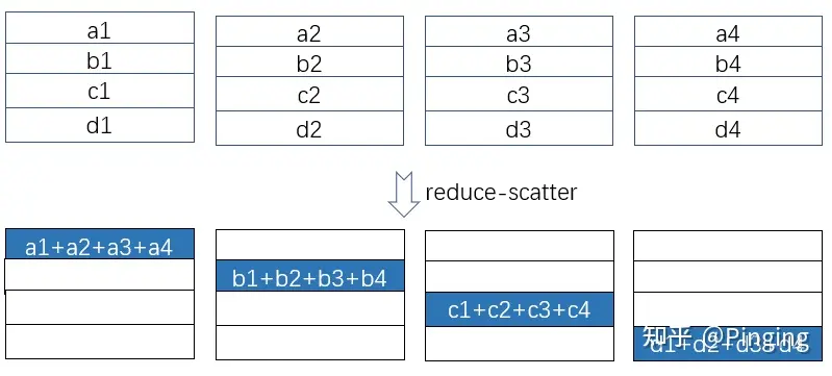 a1 a2 a3 a4
b1 b2 b3 b4
c1 c2 c3 c4
d1 d2 d3 d4
reduce-scatter
a1+a2+a3+a4
b1+b2+b3+b4
c1+c2+c3+c4
d1+d2+d3+d4
知乎 @Pinging